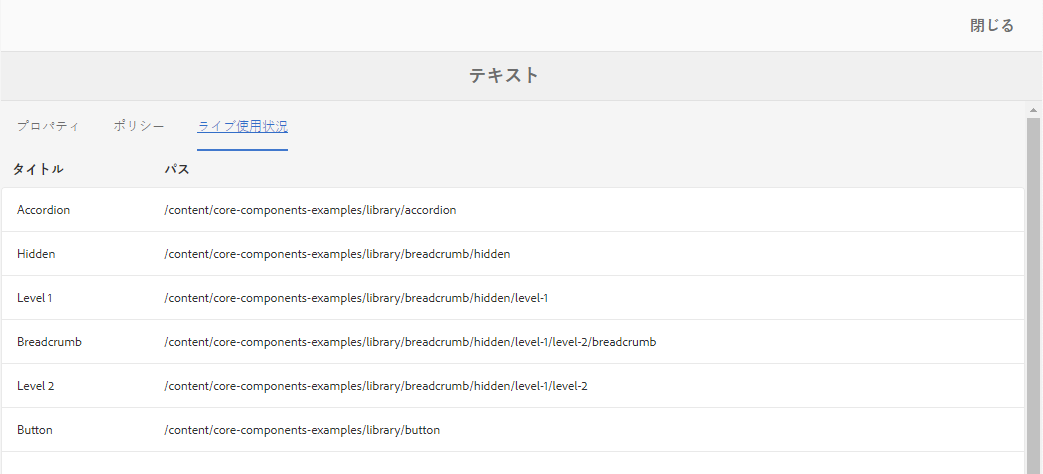 閉じる
テキスト
プロパティ ポリシー ライブ使用状況
タイトル パス
Accordion /content/core-components-examples/library/accordion
Hidden /content/core-components-examples/library/breadcrumb/hidden
Level 1 /content/core-components-examples/library/breadcrumb/hidden/level-1
Breadcrumb /content/core-components-examples/library/breadcrumb/hidden/level-1/level-2/breadcrumb
Level 2 /content/core-components-examples/library/breadcrumb/hidden/level-1/level-2
Button /content/core-components-examples/library/button